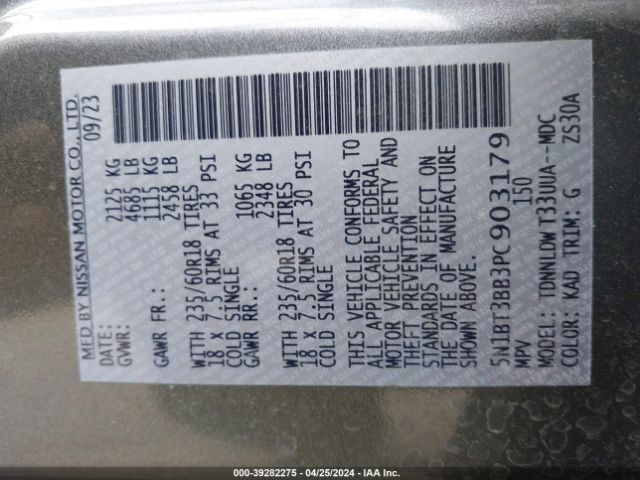 MFD BY NISSAN MOTOR CO., LTD.
DATE: 09/23
GVWR: 2125 KG
4685 LB
GAWR FR.: 1115 KG
2458 LB
WITH 235/60R18 TIRES
18 X 7.5 RIMS AT 33 PSI
COLD SINGLE
GAWR RR.: 1065 KG
2348 LB
WITH 235/60R18 TIRES
18 X 7.5 RIMS AT 30 PSI
COLD SINGLE
THIS VEHICLE CONFORMS TO
ALL APPLICABLE FEDERAL
MOTOR VEHICLE SAFETY AND
THEFT PREVENTION
STANDARDS IN EFFECT ON
THE DATE OF MANUFACTURE
SHOWN ABOVE.
5N1BT3BB3PC903179
MPV 150
MODEL: TDNNLDW T33UUA--MDC
COLOR: KAD TRIM: G ZS30A
000-39282275 | 04/25/2024 | Copyright IAA, LLC